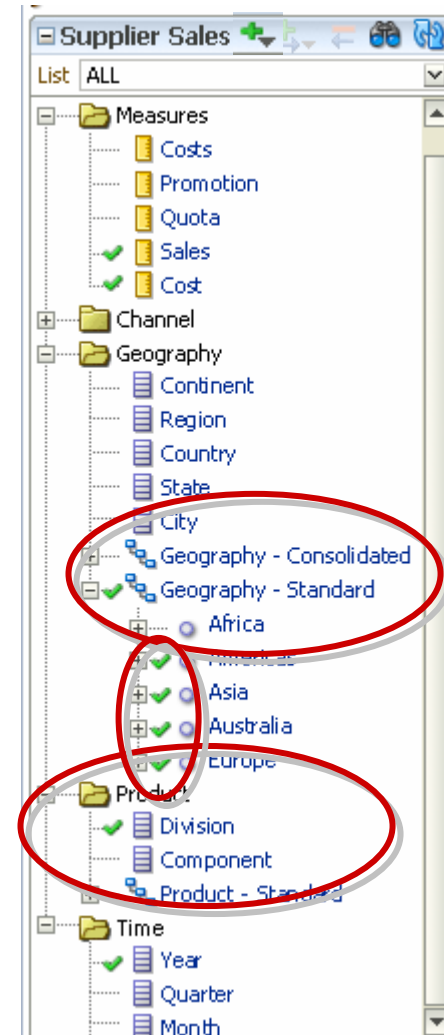 Supplier Sales
List ALL
Measures
Costs
Promotion
Quota
Sales
Cost
Channel
Geography
Continent
Region
Country
State
City
Geography - Consolidated
Geography - Standard
Africa
Americas
Asia
Australia
Europe
Product
Division
Component
Product - Standard
Time
Year
Quarter
Month